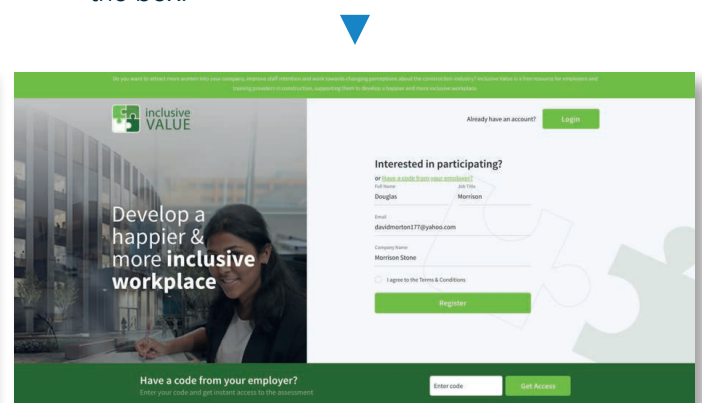 the box.
Do you want to attract more women into your company, improve staff retention and work towards changing perceptions about the construction industry? Inclusive Value is a free resource for employers and
training providers in construction, supporting them to develop a happier and more inclusive workplace.
inclusive
VALUE
Already have an account?
Login
Interested in participating?
or Have a code from your employer?
Full Name Job Title
Douglas Morrison
Email
davidmorton177@yahoo.com
Company Name
Morrison Stone
I agree to the Terms & Conditions
Register
Develop a
happier &
more inclusive
workplace
Have a code from your employer?
Enter your code and get instant access to the assessment
Enter code
Get Access